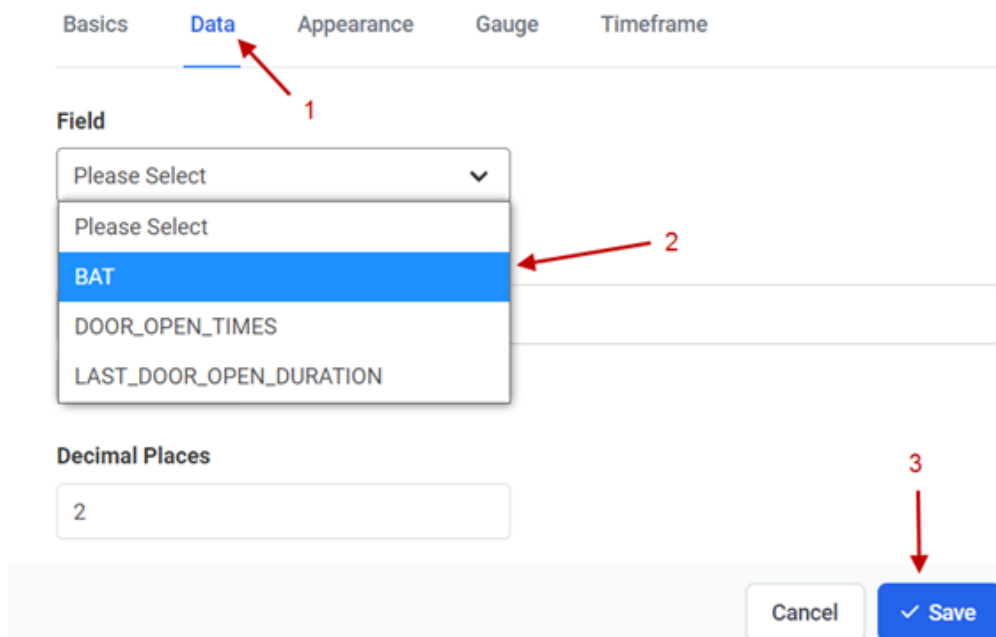 Basics Data Appearance Gauge Timeframe
1
Field
Please Select
Please Select
2
BAT
DOOR_OPEN_TIMES
LAST_DOOR_OPEN_DURATION
Decimal Places
3
2
Cancel Save